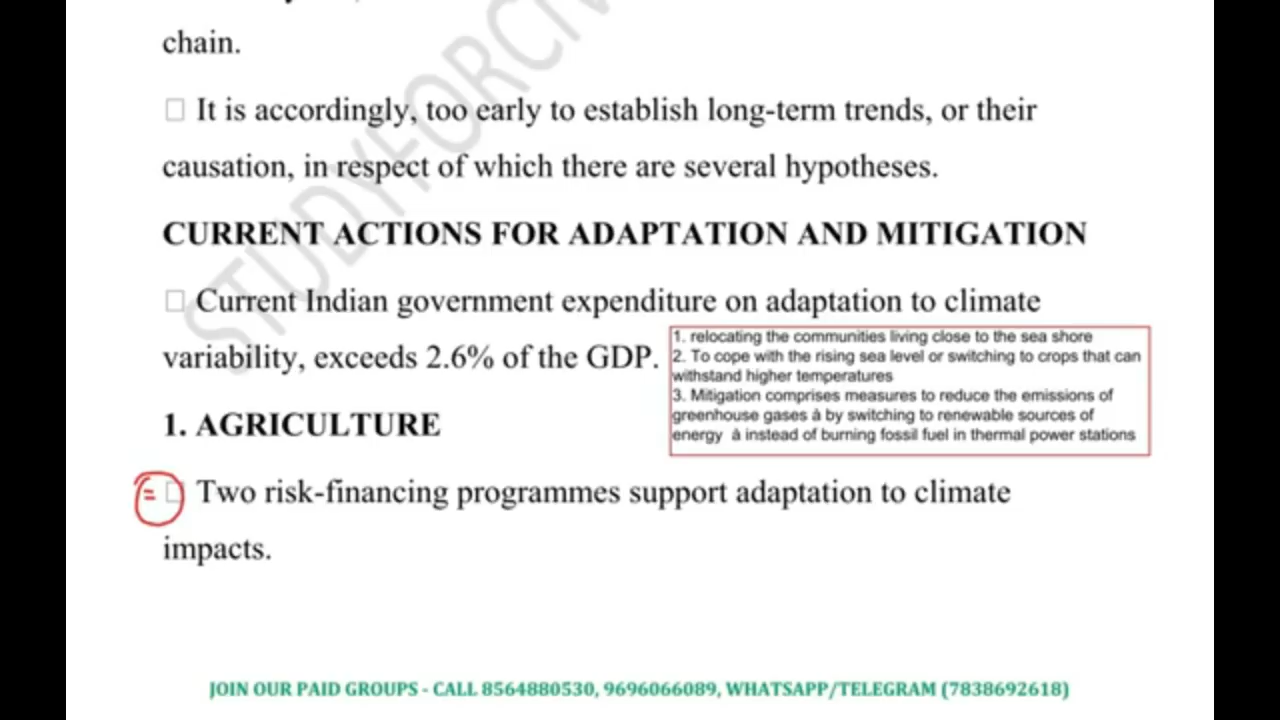 chain.
□ It is accordingly, too early to establish long-term trends, or their
causation, in respect of which there are several hypotheses.
CURRENT ACTIONS FOR ADAPTATION AND MITIGATION
□ Current Indian government expenditure on adaptation to climate
variability, exceeds 2.6% of the GDP.
1. relocating the communities living close to the sea shore
2. To cope with the rising sea level or switching to crops that can
withstand higher temperatures
3. Mitigation comprises measures to reduce the emissions of
greenhouse gases à by switching to renewable sources of
energy à instead of burning fossil fuel in thermal power stations
1. AGRICULTURE
□ Two risk-financing programmes support adaptation to climate
impacts.
STUDYFORCIV
JOIN OUR PAID GROUPS - CALL 8564880530, 9696066089, WHATSAPP/TELEGRAM (7838692618)